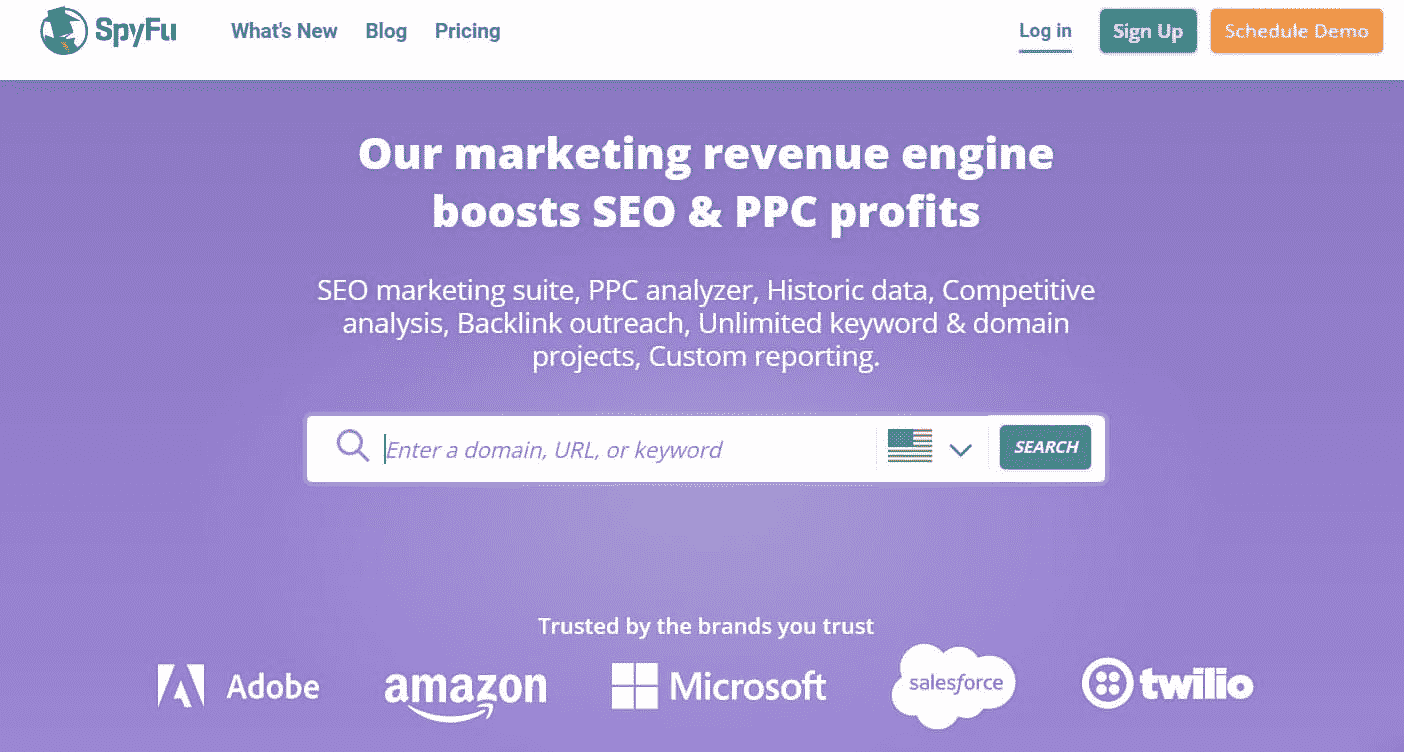 SpyFu What's New Blog Pricing Log in Sign Up Schedule Demo
Our marketing revenue engine
boosts SEO & PPC profits
SEO marketing suite, PPC analyzer, Historic data, Competitive
analysis, Backlink outreach, Unlimited keyword & domain
projects, Custom reporting.
Enter a domain, URL, or keyword SEARCH
Trusted by the brands you trust
Adobe amazon Microsoft salesforce twilio